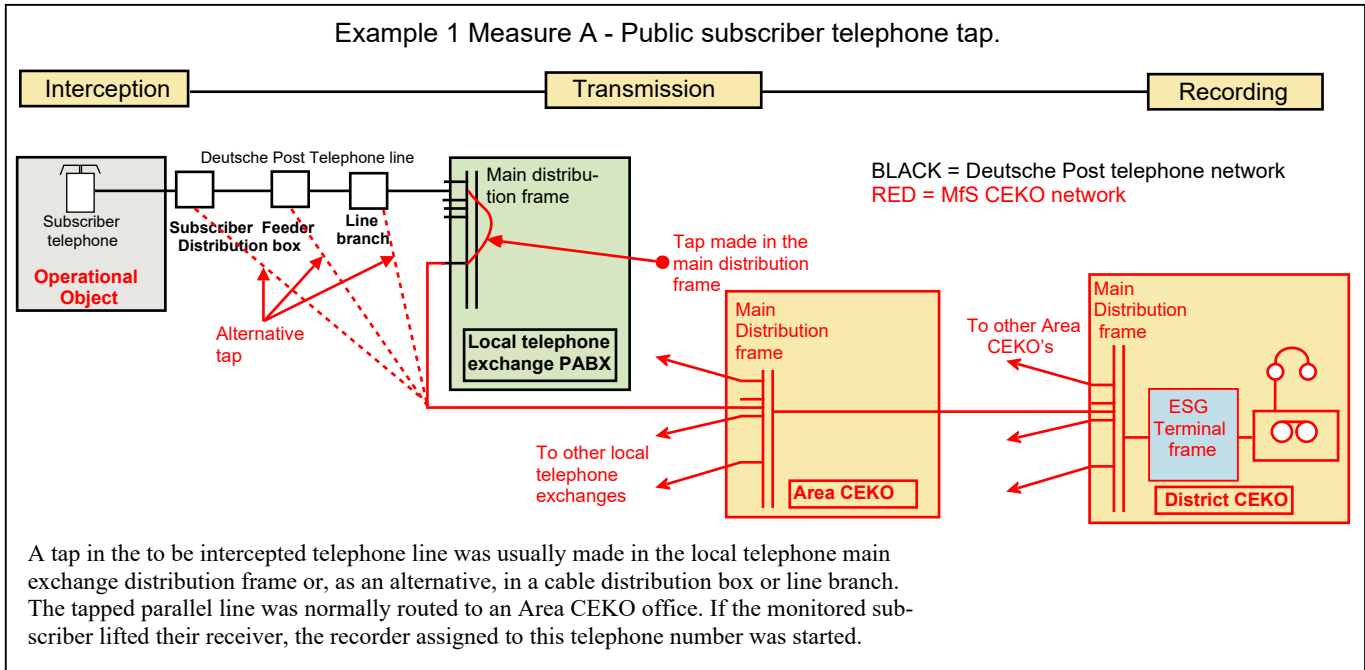 Example 1 Measure A - Public subscriber telephone tap.
Interception
Transmission
Recording
Deutsche Post Telephone line
Subscriber
telephone
Operational
Object
Subscriber Feeder
Distribution box
Line
branch
Main distribu-
tion frame
Local telephone
exchange PABX
BLACK = Deutsche Post telephone network
RED = MfS CEKO network
Tap made in the
main distribution
frame
Alternative
tap
Main
Distribution
frame
Area CEKO
To other local
telephone
exchanges
To other Area
CEKO's
Main
Distribution
frame
ESG
Terminal
frame
District CEKO
A tap in the to be intercepted telephone line was usually made in the local telephone main
exchange distribution frame or, as an alternative, in a cable distribution box or line branch.
The tapped parallel line was normally routed to an Area CEKO office. If the monitored sub-
scriber lifted their receiver, the recorder assigned to this telephone number was started.